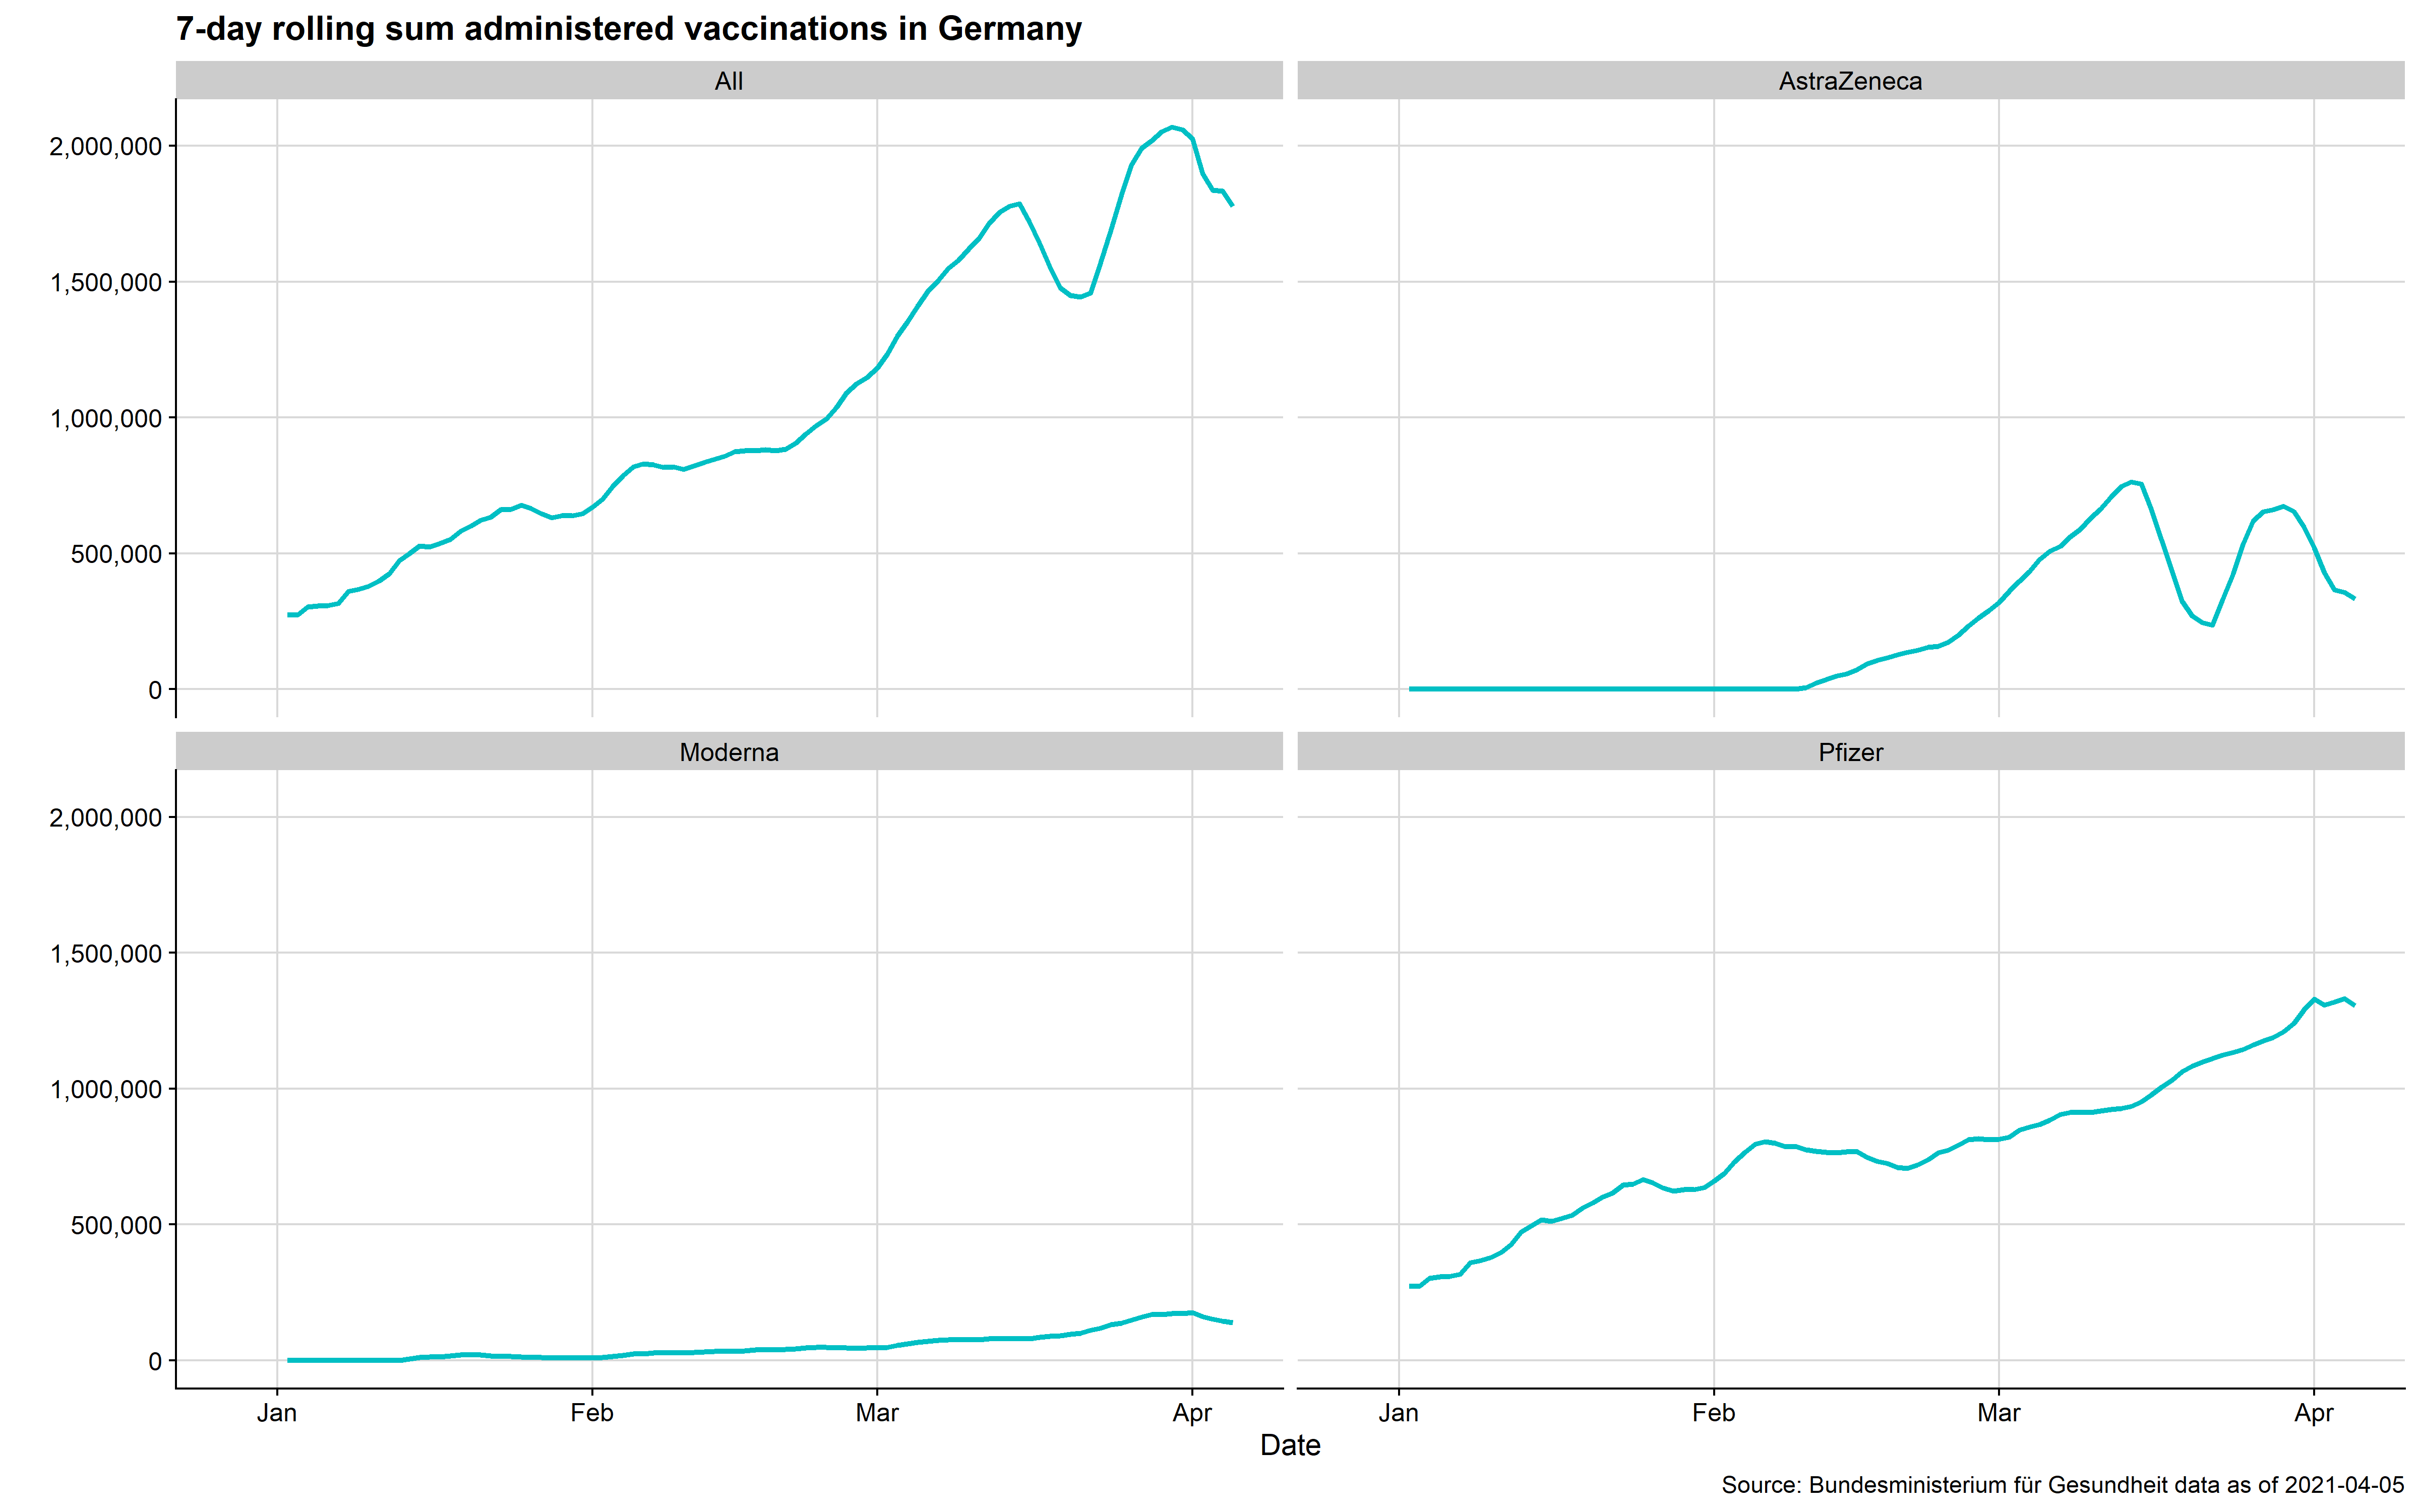 7-day rolling sum administered vaccinations in Germany
All
AstraZeneca
2,000,000
1,500,000
1,000,000
500,000
0
Moderna
Pfizer
2,000,000
1,500,000
1,000,000
500,000
0
Jan Feb Mar Apr Jan Feb Mar Apr
Date
Source: Bundesministerium für Gesundheit data as of 2021-04-05